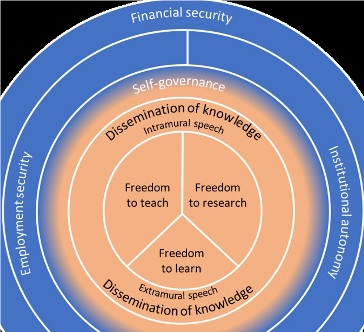 Financial security
Self-governance
Dissemination of knowledge
Intramural speech
Employment security
Institutional autonomy
Freedom
to teach
Freedom
to research
Freedom
to learn
Extramural speech
Dissemination of knowledge